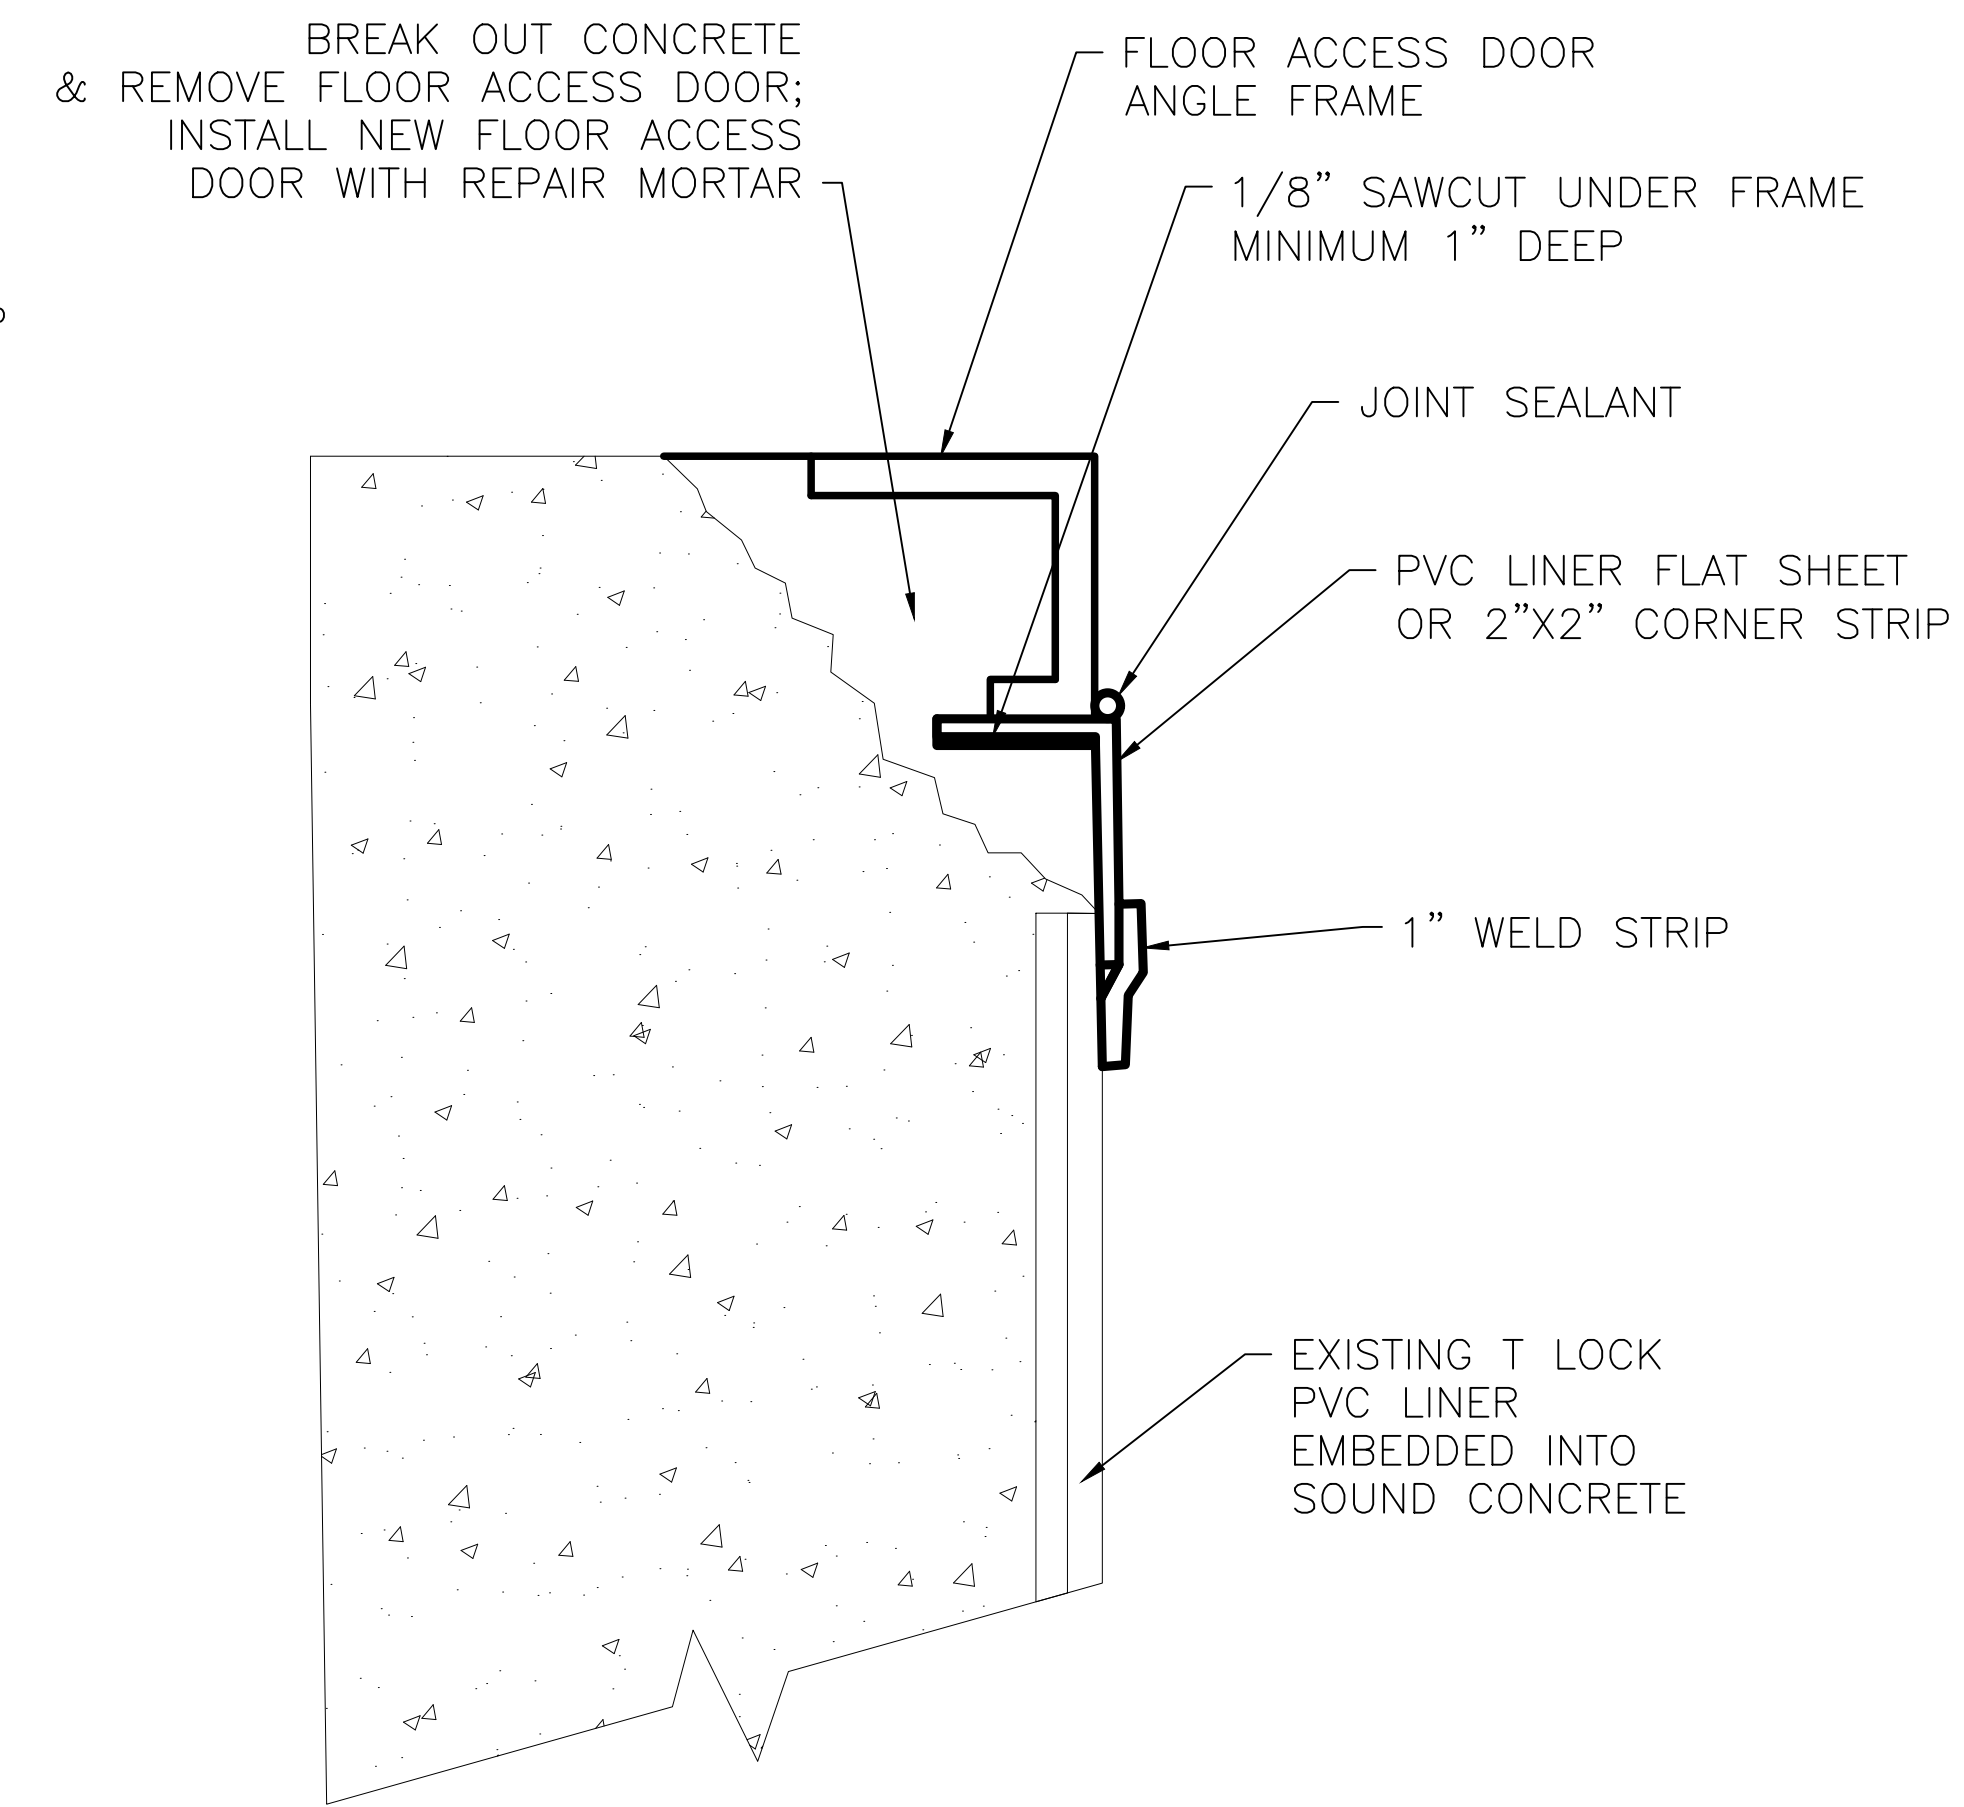 BREAK OUT CONCRETE
& REMOVE FLOOR ACCESS DOOR;
INSTALL NEW FLOOR ACCESS
DOOR WITH REPAIR MORTAR
FLOOR ACCESS DOOR
ANGLE FRAME
1/8” SAWCUT UNDER FRAME
MINIMUM 1” DEEP
JOINT SEALANT
PVC LINER FLAT SHEET
OR 2”X2” CORNER STRIP
1” WELD STRIP
EXISTING T LOCK
PVC LINER
EMBEDDED INTO
SOUND CONCRETE